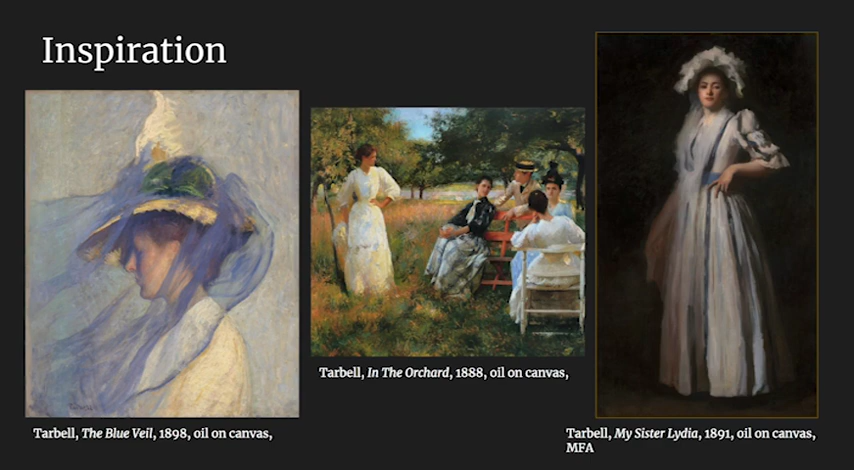 Inspiration
Tarbell, The Blue Veil, 1898, oil on canvas,
Tarbell, In The Orchard, 1888, oil on canvas,
Tarbell, My Sister Lydia, 1891, oil on canvas,
MFA